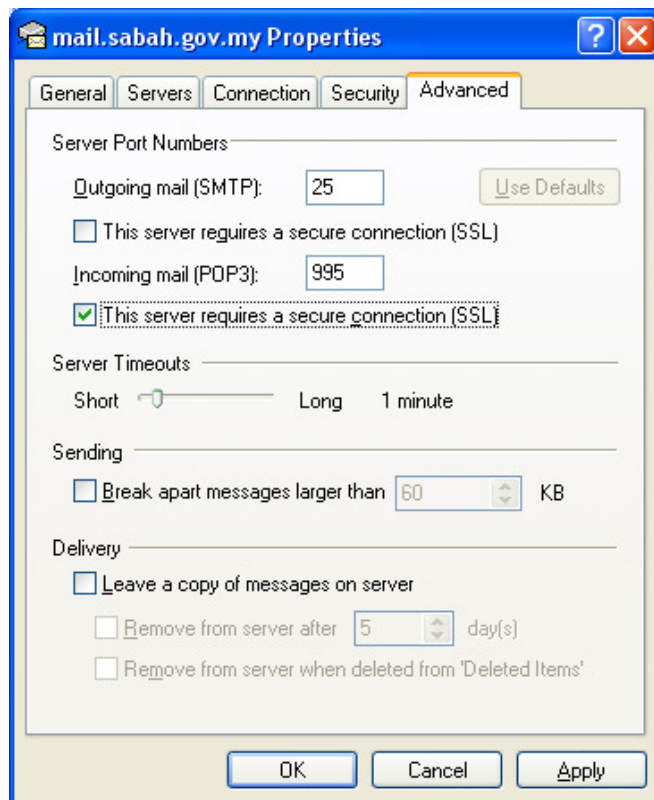 mail.sabah.gov.my Properties
General Servers Connection Security Advanced
Server Port Numbers
Outgoing mail (SMTP): 25 Use Defaults
This server requires a secure connection (SSL)
Incoming mail (POP3): 995
This server requires a secure connection (SSL)
Server Timeouts
Short Long 1 minute
Sending
Break apart messages larger than 60 KB
Delivery
Leave a copy of messages on server
Remove from server after 5 day(s)
Remove from server when deleted from 'Deleted Items'
OK Cancel Apply